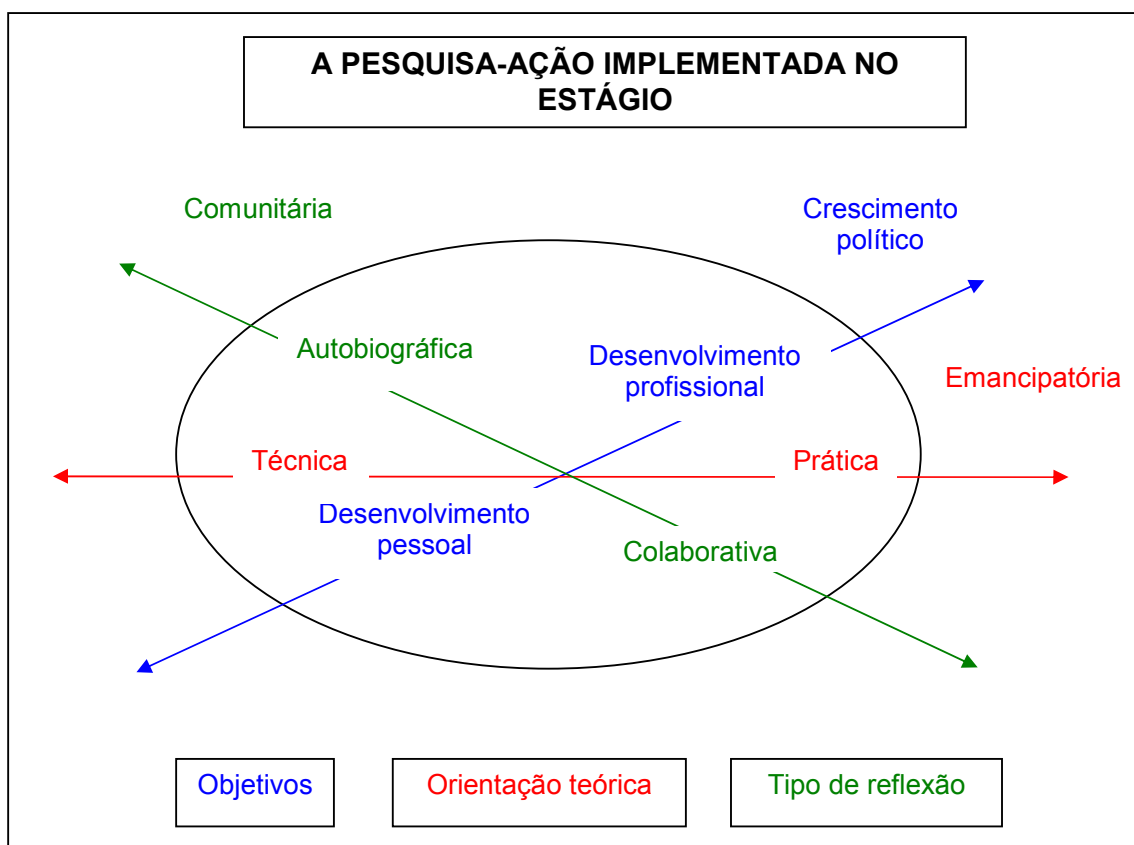 A PESQUISA-AÇÃO IMPLEMENTADA NO
ESTÁGIO
Comunitária
Crescimento
político
Autobiográfica
Desenvolvimento
profissional
Emancipatória
Técnica
Prática
Desenvolvimento
pessoal
Colaborativa
Objetivos
Orientação teórica
Tipo de reflexão